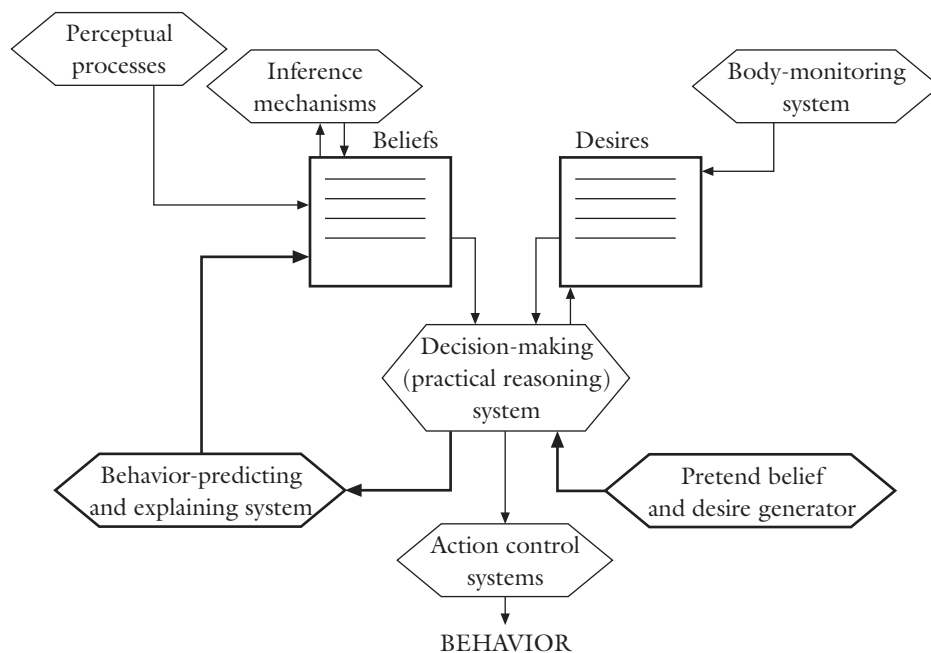 Perceptual
processes
Inference
mechanisms
Body-monitoring
system
Beliefs
Desires
Decision-making
(practical reasoning)
system
Behavior-predicting
and explaining system
Pretend belief
and desire generator
Action control
systems
BEHAVIOR